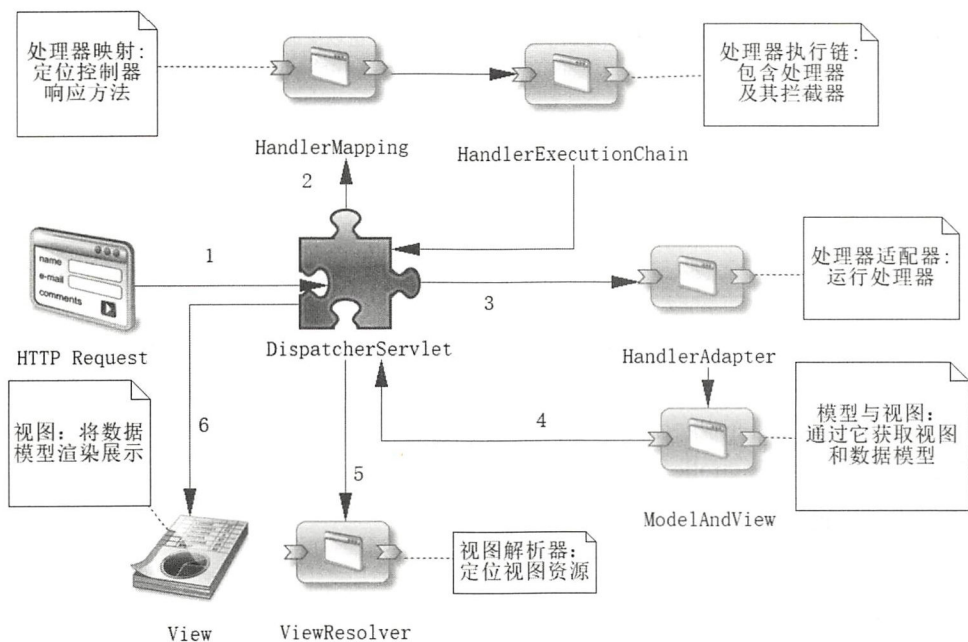 处理器映射:
定位控制器
响应方法
处理器执行链:
包含处理器
及其拦截器
HandlerMapping
HandlerExecutionChain
2
name
e-mail
comments
1
3
处理器适配器:
运行处理器
HTTP Request
DispatcherServlet
HandlerAdapter
视图: 将数据
模型渲染展示
6
4
模型与视图:
通过它获取视图
和数据模型
5
ModelAndView
视图解析器:
定位视图资源
View
ViewResolver